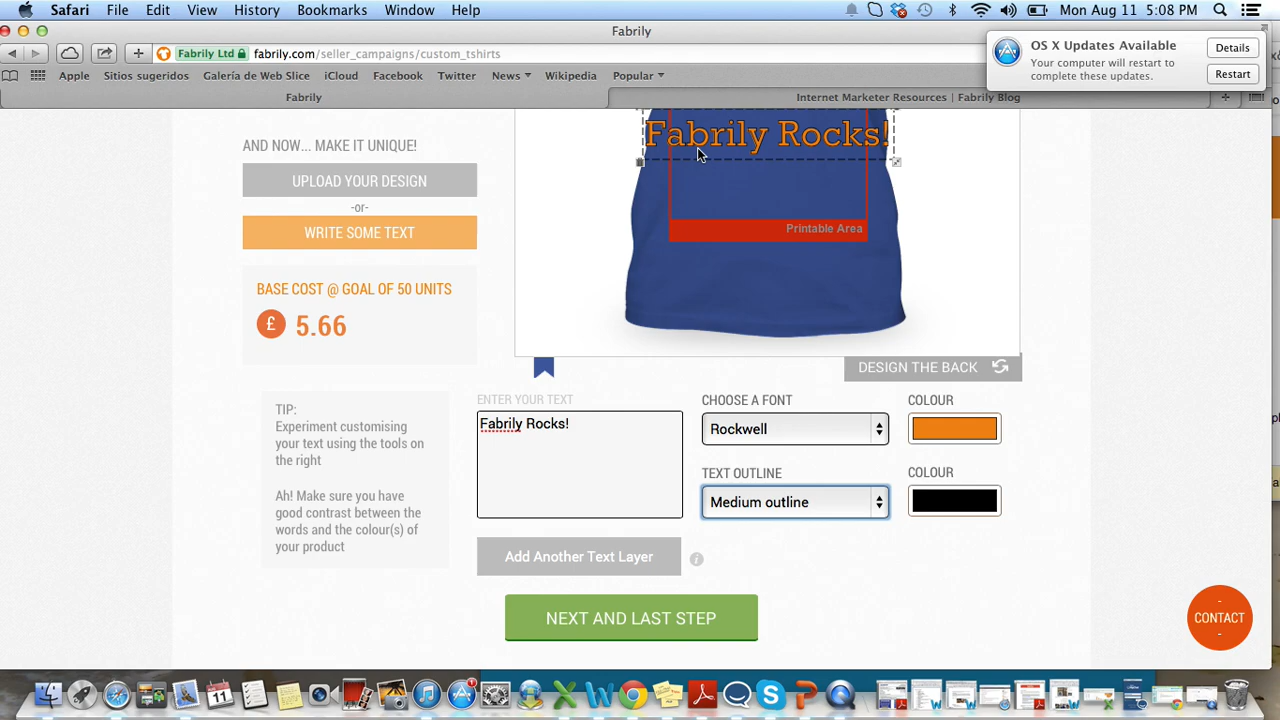 Safari File Edit View History Bookmarks Window Help Mon Aug 11 5:08 PM
Fabrily
Fabrily Ltd fabrily.com/seller_campaigns/custom_tshirts
OS X Updates Available
Your computer will restart to
complete these updates.
Details
Restart
Apple Sitios sugeridos Galería de Web Slice iCloud Facebook Twitter News Wikipedia Popular
Fabrily
Internet Marketer Resources | Fabrily Blog
AND NOW... MAKE IT UNIQUE!
UPLOAD YOUR DESIGN
-or-
WRITE SOME TEXT
BASE COST @ GOAL OF 50 UNITS
£ 5.66
Fabrily Rocks!
Printable Area
DESIGN THE BACK
TIP:
Experiment customising
your text using the tools on
the right
Ah! Make sure you have
good contrast between the
words and the colour(s) of
your product
ENTER YOUR TEXT
Fabrily Rocks!
CHOOSE A FONT
Rockwell
COLOUR
TEXT OUTLINE
Medium outline
COLOUR
Add Another Text Layer
i
NEXT AND LAST STEP
-
CONTACT
-
11
1